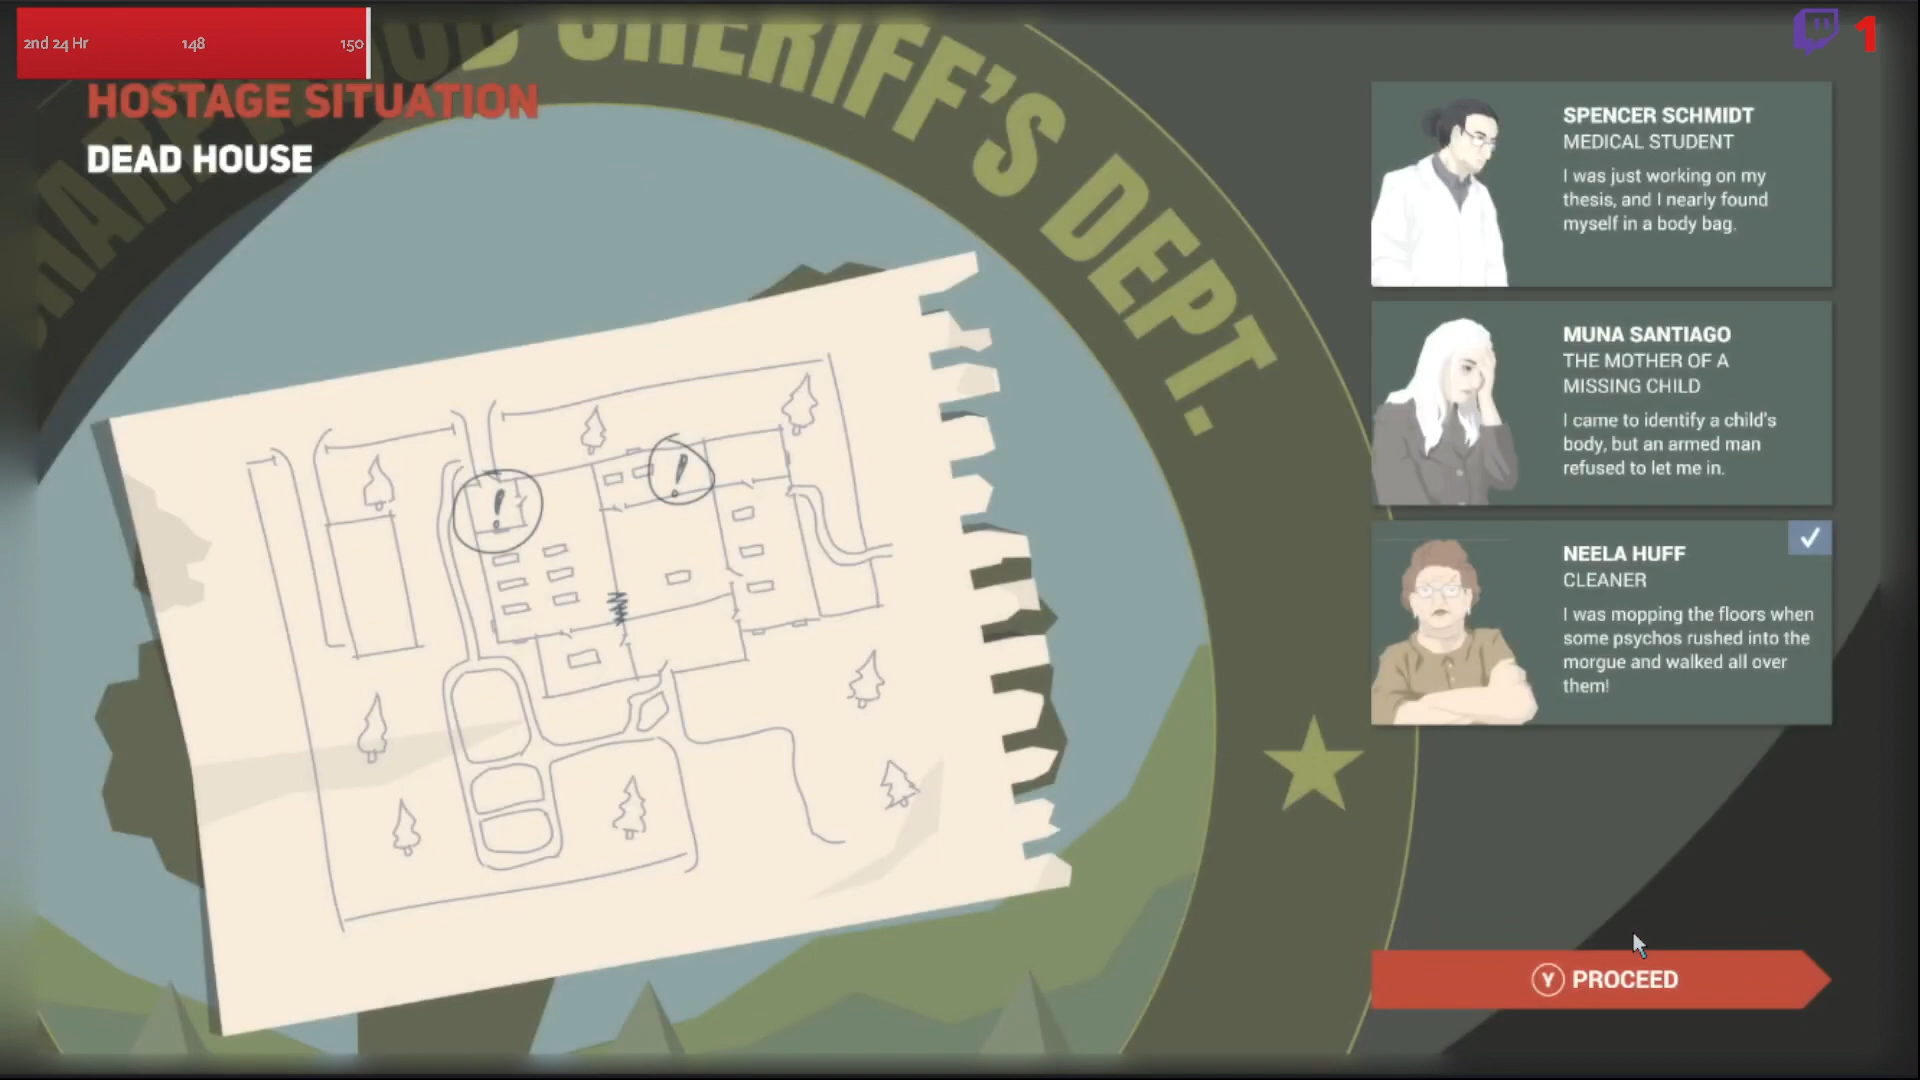 2nd 24 Hr 148 150
1
SHERIFF'S DEPT.
HOSTAGE SITUATION
DEAD HOUSE
SPENCER SCHMIDT
MEDICAL STUDENT
I was just working on my
thesis, and I nearly found
myself in a body bag.
MUNA SANTIAGO
THE MOTHER OF A
MISSING CHILD
I came to identify a child's
body, but an armed man
refused to let me in.
NEELA HUFF
CLEANER
I was mopping the floors when
some psychos rushed into the
morgue and walked all over
them!
!
!
Y PROCEED